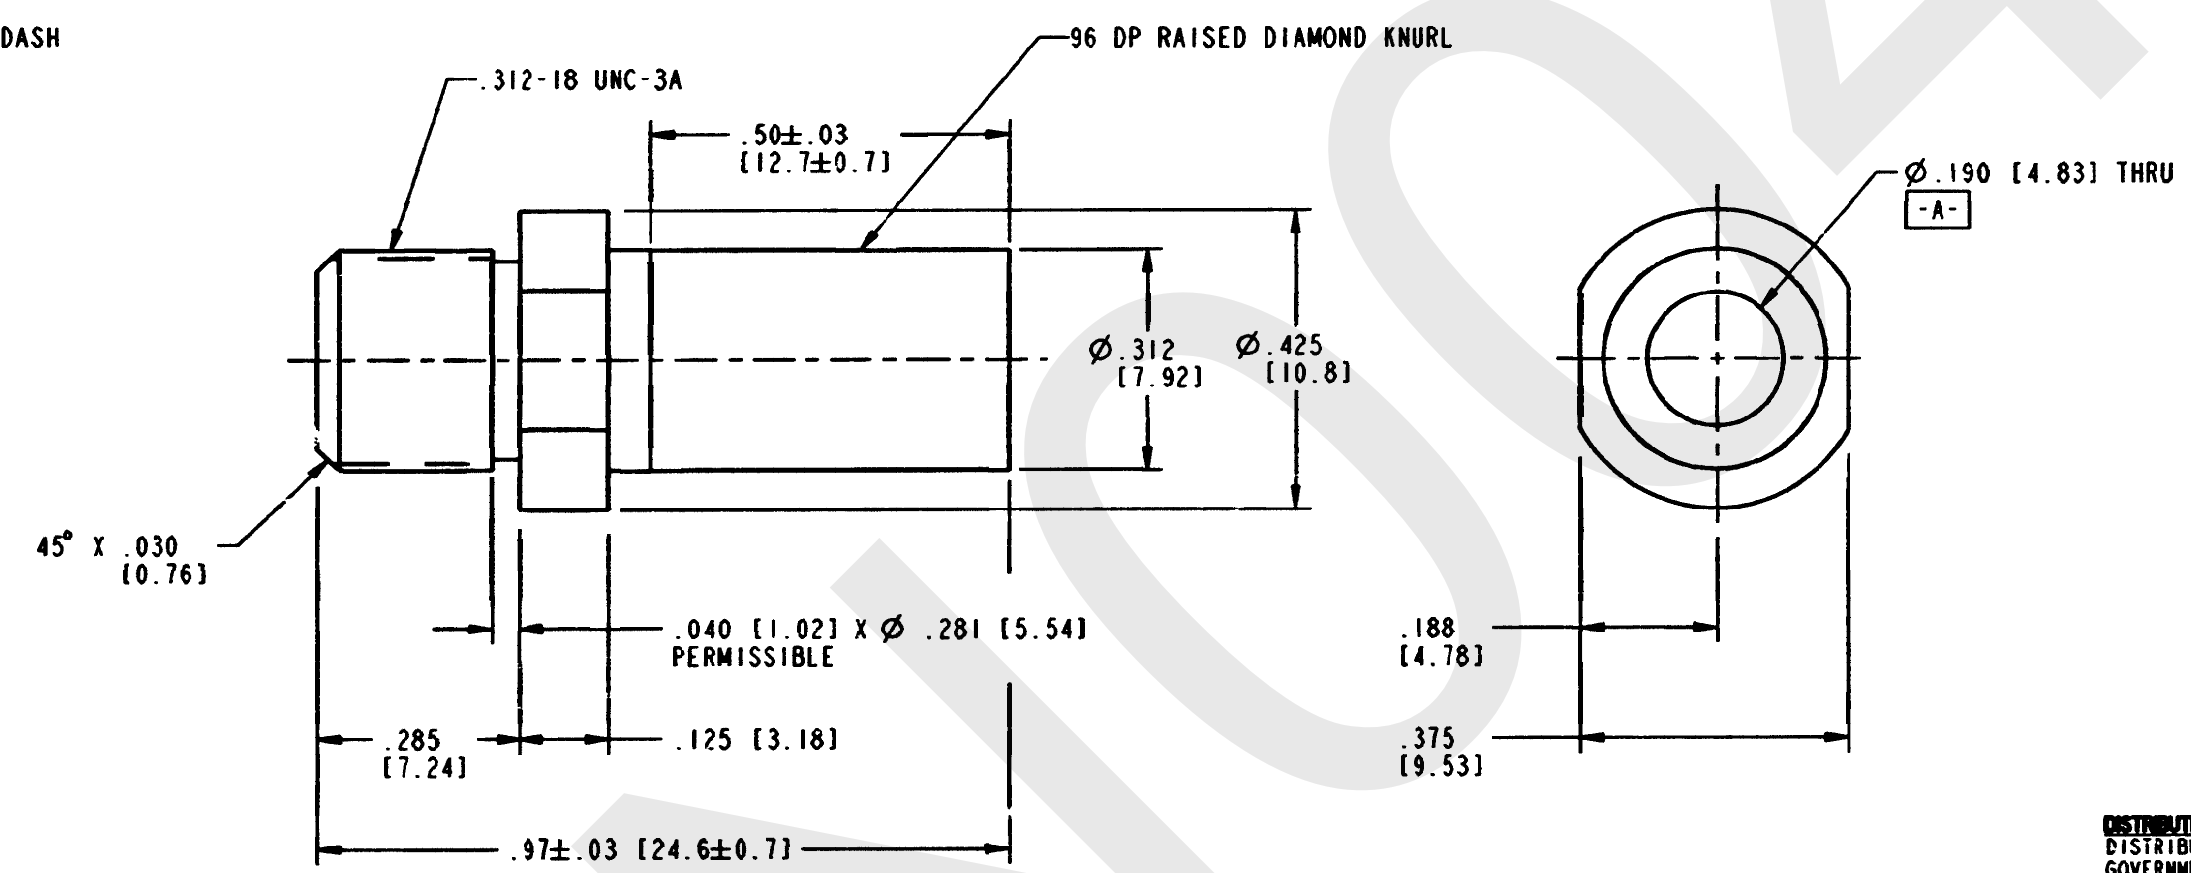 DASH
96 DP RAISED DIAMOND KNURL
.312-18 UNC-3A
.50±.03
[12.7±0.7]
Ø.190 [4.83] THRU
-A-
Ø.312
[7.92]
Ø.425
[10.8]
45° X .030
[0.76]
.040 [1.02] X Ø .281 [5.54]
PERMISSIBLE
.188
[4.78]
.285
[7.24]
.125 [3.18]
.375
[9.53]
.97±.03 [24.6±0.7]